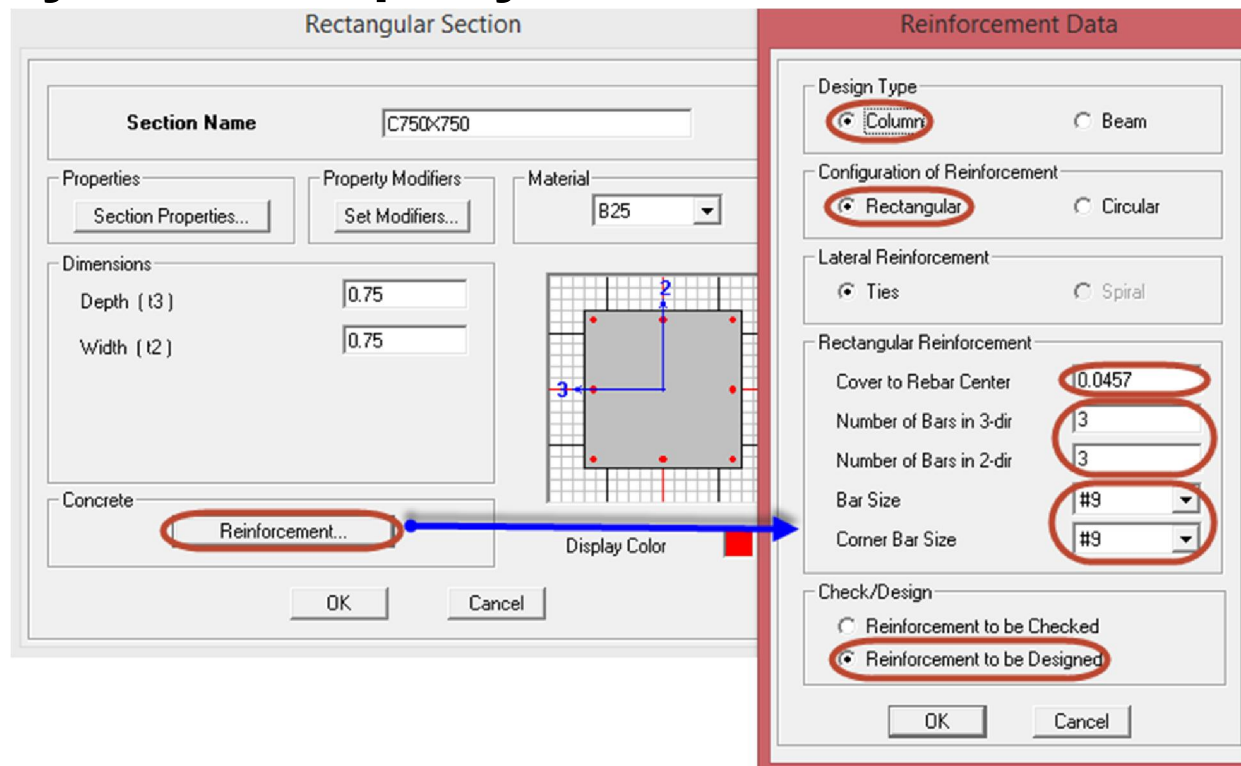 Rectangular Section
Section Name
C750X750
Properties
Section Properties...
Property Modifiers
Set Modifiers...
Material
B25
Dimensions
Depth ( t3 )
0.75
Width ( t2 )
0.75
2
3
Concrete
Reinforcement...
Display Color
OK
Cancel
Reinforcement Data
Design Type
Column
Beam
Configuration of Reinforcement
Rectangular
Circular
Lateral Reinforcement
Ties
Spiral
Rectangular Reinforcement
Cover to Rebar Center
0.0457
Number of Bars in 3-dir
3
Number of Bars in 2-dir
3
Bar Size
#9
Corner Bar Size
#9
Check/Design
Reinforcement to be Checked
Reinforcement to be Designed
OK
Cancel